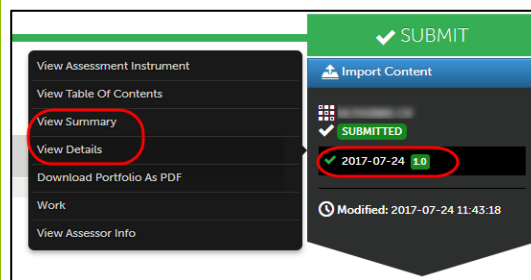 SUBMIT
Import Content
SUBMITTED
2017-07-24 1.0
Modified: 2017-07-24 11:43:18
View Assessment Instrument
View Table Of Contents
View Summary
View Details
Download Portfolio As PDF
Work
View Assessor Info